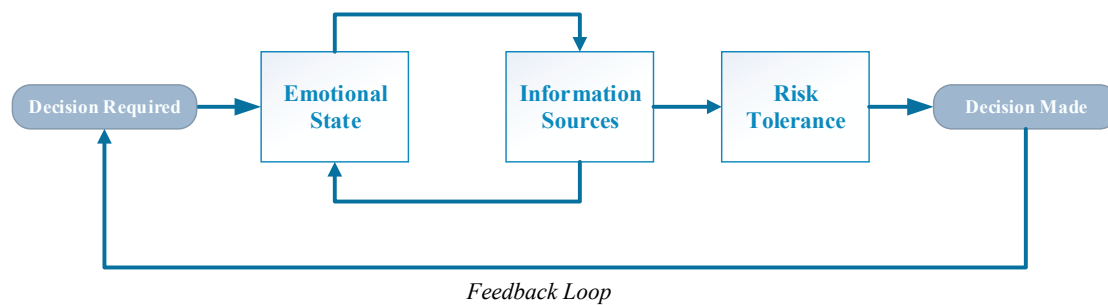 Decision Required
Emotional
State
Information
Sources
Risk
Tolerance
Decision Made
Feedback Loop